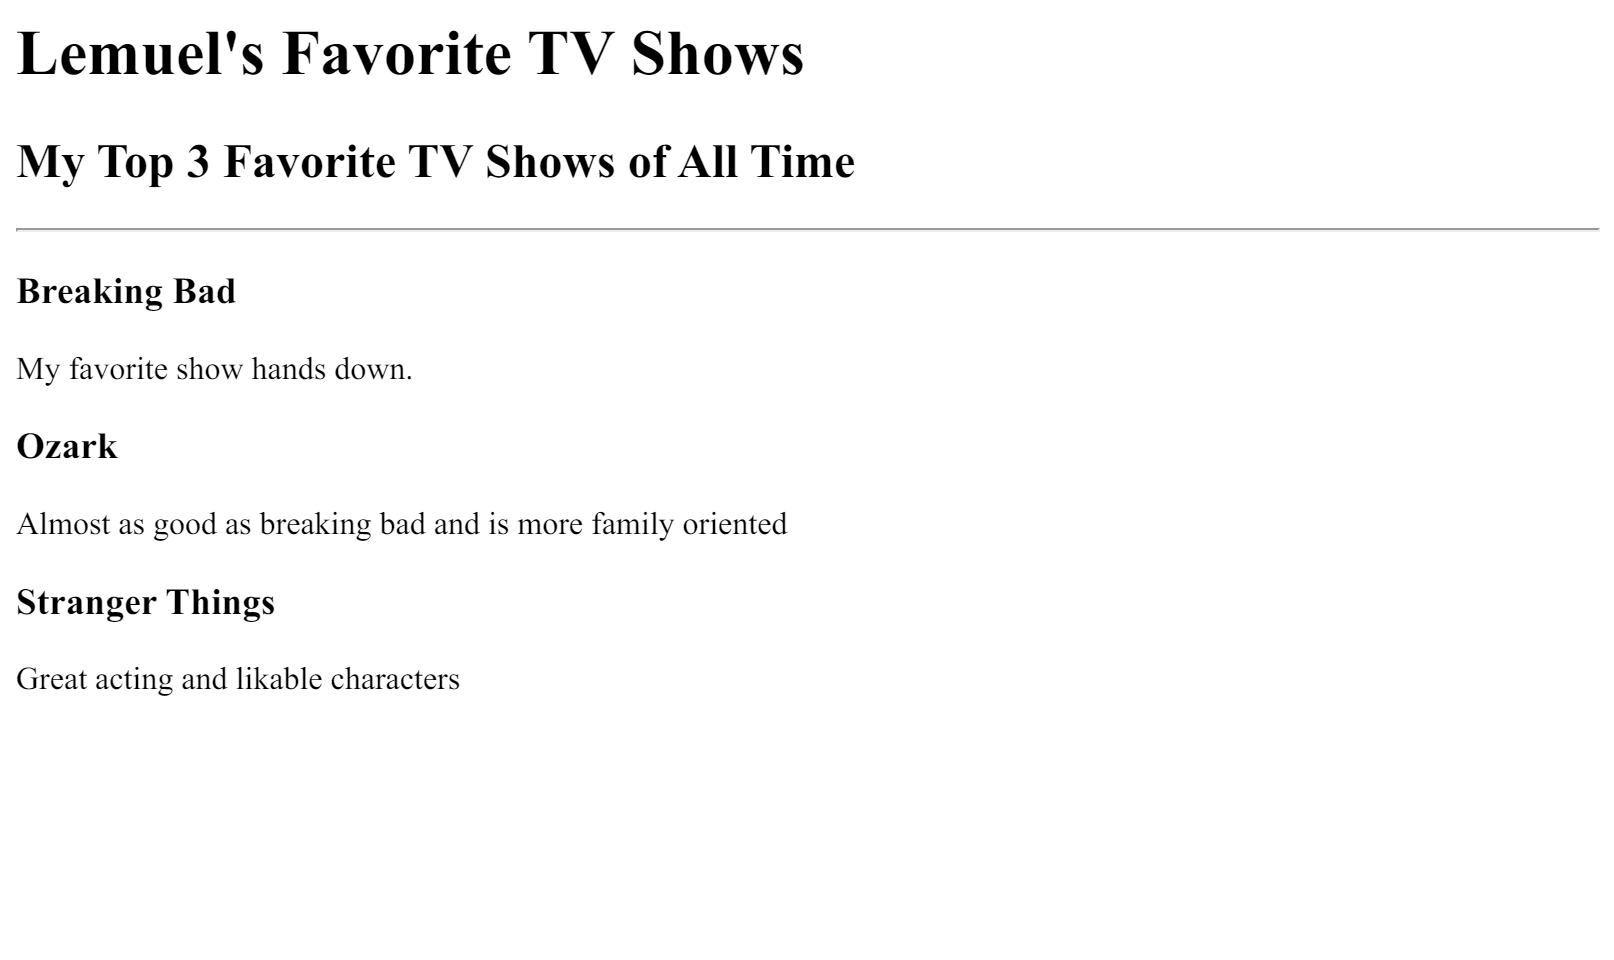 Lemuel's Favorite TV Shows
My Top 3 Favorite TV Shows of All Time
Breaking Bad
My favorite show hands down.
Ozark
Almost as good as breaking bad and is more family oriented
Stranger Things
Great acting and likable characters